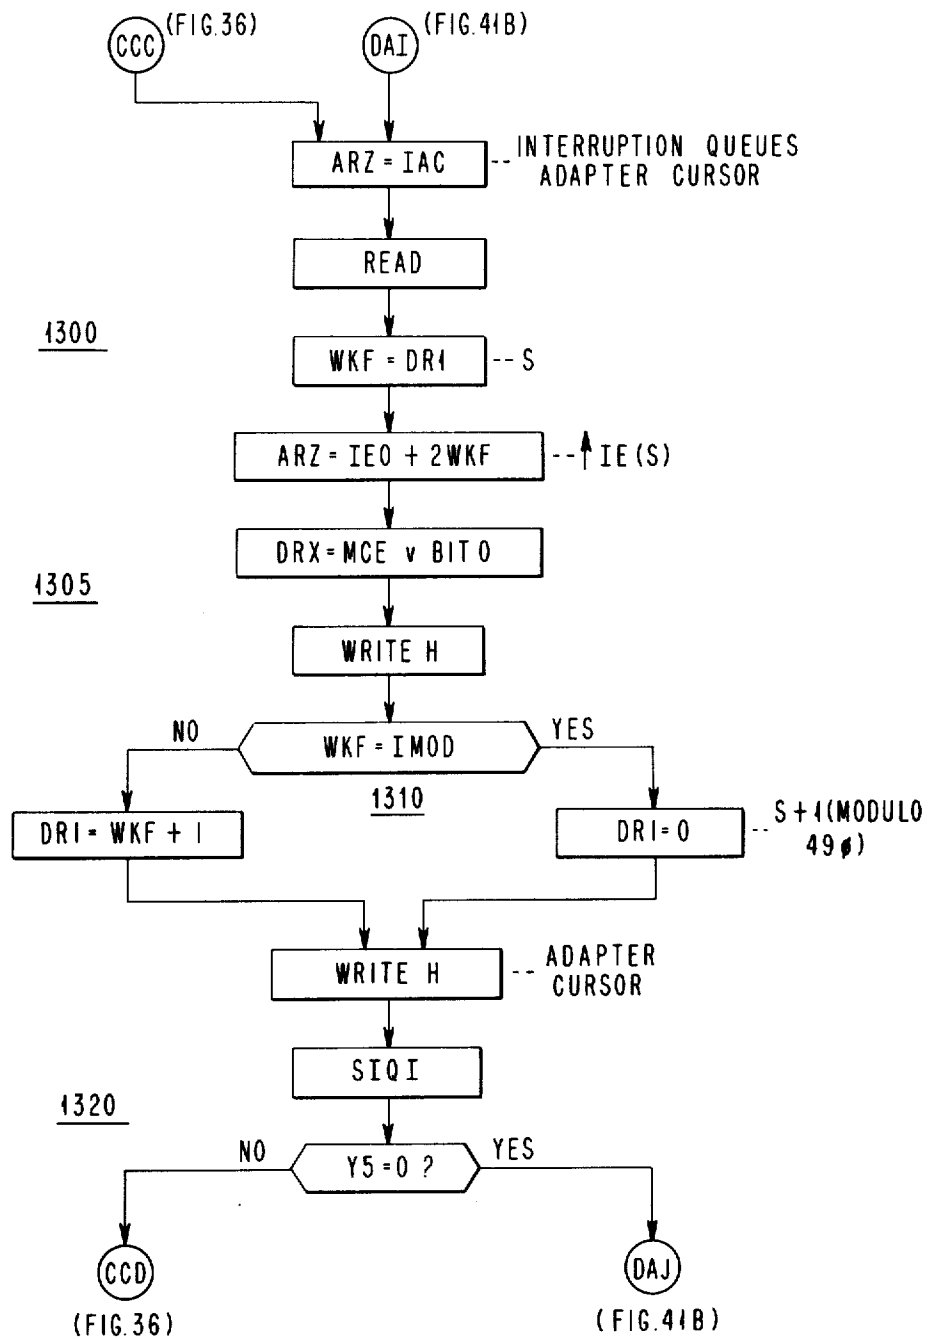 CCC (FIG.36)
DAI (FIG.41B)
ARZ = IAC
-- INTERRUPTION QUEUES
ADAPTER CURSOR
READ
1300
WKF = DR1 -- S
ARZ = IE0 + 2WKF -- ↑ IE(S)
DRX = MCE v BIT 0
1305
WRITE H
NO
WKF = IMOD
YES
1310
DR1 = WKF + 1
DR1 = 0
-- S+1(MODULO
WRITE H
-- ADAPTER
CURSOR
SIQI
1320
NO
Y5 = 0 ?
YES
CCD
DAJ
(FIG.36)
(FIG.41B)